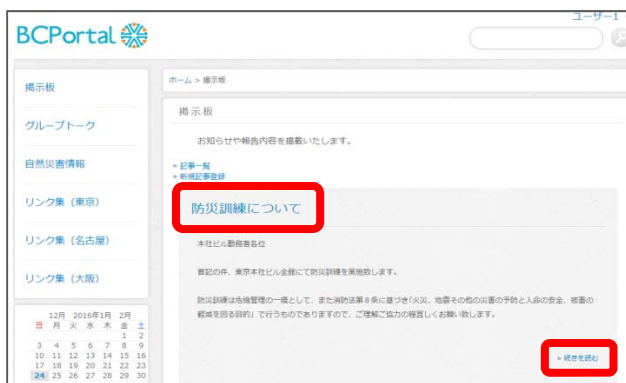 ユーザー1
BCPortal
ホーム > 掲示板
掲示板
グループトーク
自然災害情報
リンク集（東京）
リンク集（名古屋）
リンク集（大阪）
12月 2016年1月 2月
日 月 火 水 木 金 土
1 2
3 4 5 6 7 8 9
10 11 12 13 14 15 16
17 18 19 20 21 22 23
24 25 26 27 28 29 30
掲示板
お知らせや報告内容を掲載いたします。
» 記事一覧
» 新規記事登録
防災訓練について
本社ビル勤務者各位
首記の件、東京本社ビル全館にて防災訓練を実施致します。
防災訓練は危機管理の一環として、また消防法第8条に基づき「火災、地震その他の災害の予防と人命の安全、被害の
軽減を図る目的」で行うものでありますので、ご理解ご協力の程宜しくお願い致します。
» 続きを読む